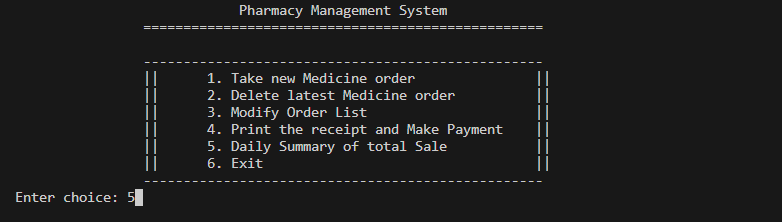 Pharmacy Management System
==================================================
--------------------------------------------------
|| 1. Take new Medicine order ||
|| 2. Delete latest Medicine order ||
|| 3. Modify Order List ||
|| 4. Print the receipt and Make Payment ||
|| 5. Daily Summary of total Sale ||
|| 6. Exit ||
--------------------------------------------------
Enter choice: 5